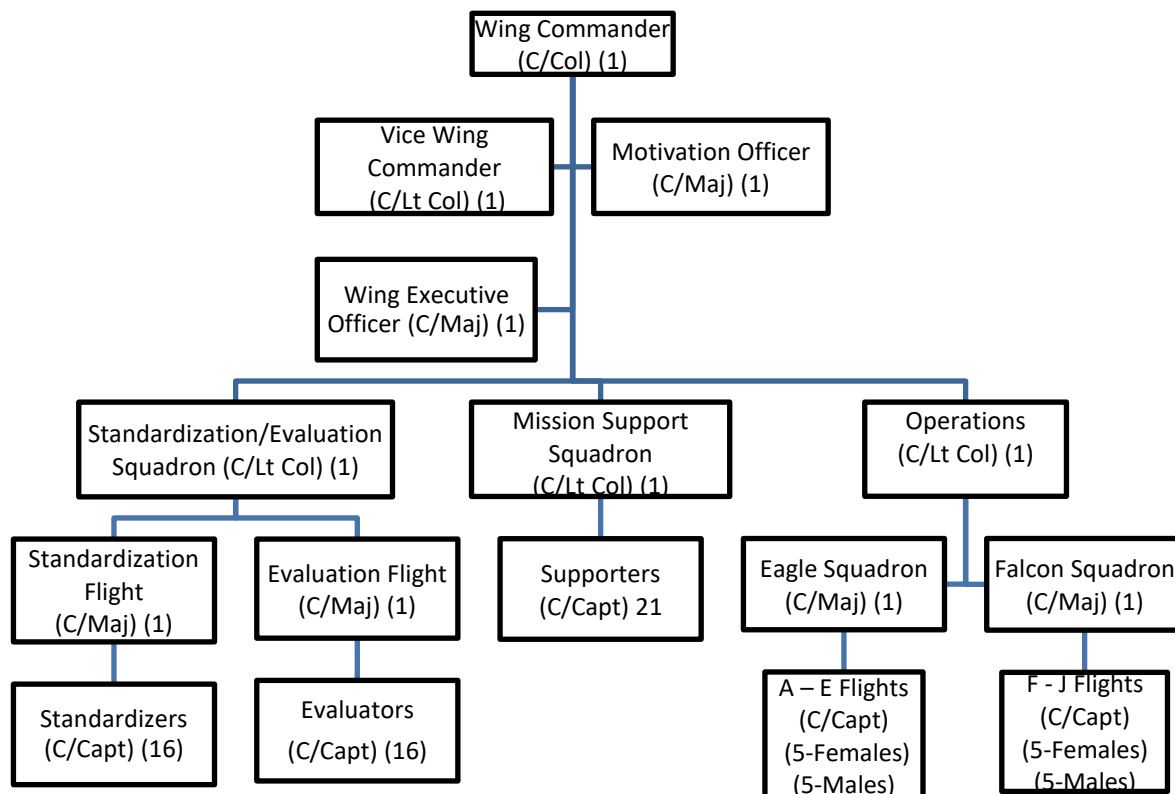 Wing Commander
(C/Col) (1)
Vice Wing
Commander
(C/Lt Col) (1)
Motivation Officer
(C/Maj) (1)
Wing Executive
Officer (C/Maj) (1)
Standardization/Evaluation
Squadron (C/Lt Col) (1)
Mission Support
Squadron
(C/Lt Col) (1)
Operations
(C/Lt Col) (1)
Standardization
Flight
(C/Maj) (1)
Evaluation Flight
(C/Maj) (1)
Supporters
(C/Capt) 21
Eagle Squadron
(C/Maj) (1)
Falcon Squadron
(C/Maj) (1)
Standardizers
(C/Capt) (16)
Evaluators
(C/Capt) (16)
A – E Flights
(C/Capt)
(5-Females)
(5-Males)
F - J Flights
(C/Capt)
(5-Females)
(5-Males)